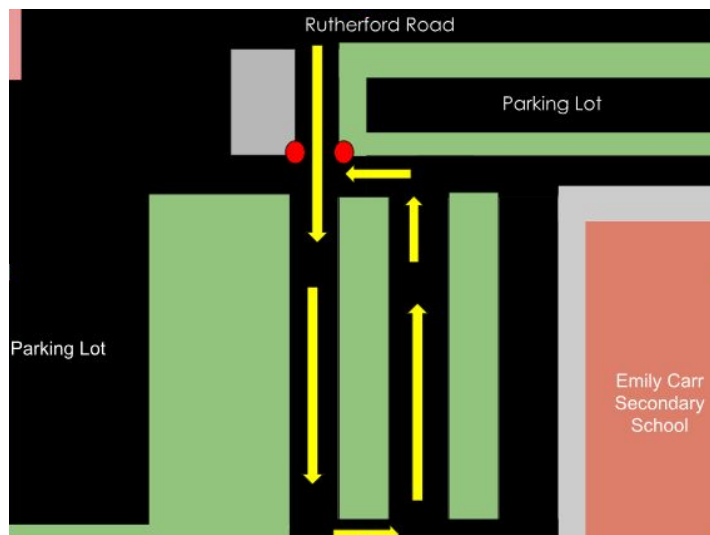 Rutherford Road
Parking Lot
Parking Lot
Emily Carr
Secondary
School